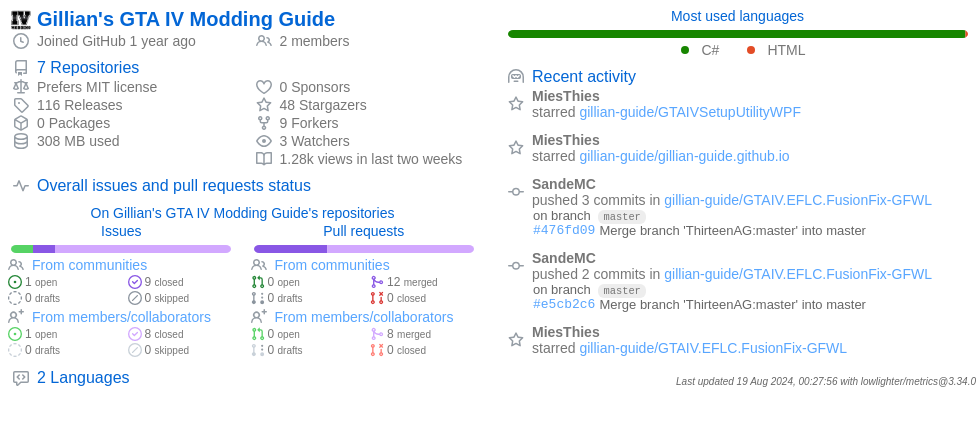 Gillian's GTA IV Modding Guide
Joined GitHub 1 year ago
2 members
7 Repositories
Prefers MIT license
116 Releases
0 Packages
308 MB used
0 Sponsors
48 Stargazers
9 Forkers
3 Watchers
1.28k views in last two weeks
Overall issues and pull requests status
On Gillian's GTA IV Modding Guide's repositories
Issues
From communities
1 open
9 closed
0 drafts
0 skipped
From members/collaborators
1 open
8 closed
0 drafts
0 skipped
Pull requests
From communities
0 open
12 merged
0 drafts
0 closed
From members/collaborators
0 open
8 merged
0 drafts
0 closed
2 Languages
Most used languages
C# HTML
Recent activity
MiesThies
starred gillian-guide/GTAIVSetupUtilityWPF
MiesThies
starred gillian-guide/gillian-guide.github.io
SandeMC
pushed 3 commits in gillian-guide/GTAIV.EFLC.FusionFix-GFWL
on branch master
#476fd09 Merge branch 'ThirteenAG:master' into master
SandeMC
pushed 2 commits in gillian-guide/GTAIV.EFLC.FusionFix-GFWL
on branch master
#e5cb2c6 Merge branch 'ThirteenAG:master' into master
MiesThies
starred gillian-guide/GTAIV.EFLC.FusionFix-GFWL
Last updated 19 Aug 2024, 00:27:56 with lowlighter/metrics@3.34.0